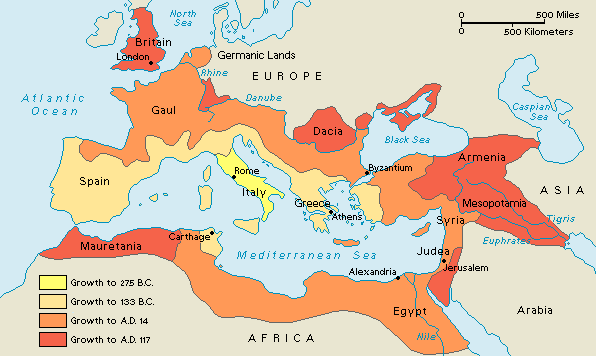 North
Sea
0 500 Miles
0 500 Kilometers
Britain
London
Germanic Lands
Rhine
EUROPE
Atlantic
Ocean
Danube
Caspian
Sea
Gaul
Dacia
Black Sea
Armenia
Spain
Rome
Italy
Byzantium
ASIA
Greece
Athens
Mesopotamia
Syria
Tigris
Euphrates
Carthage
Mauretania
Mediterranean Sea
Judea
Jerusalem
Alexandria
Growth to 275 B.C.
Growth to 133 B.C.
Growth to A.D. 14
Growth to A.D. 117
Egypt
Arabia
Nile
AFRICA